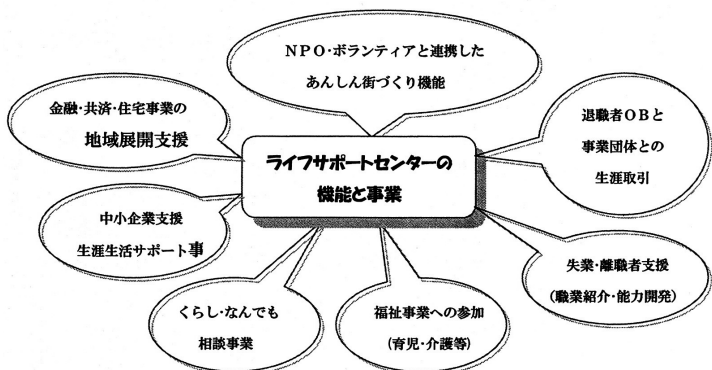 NPO・ボランティアと連携した
あんしん街づくり機能
金融・共済・住宅事業の
地域展開支援
退職者OBと
事業団体との
生涯取引
ライフサポートセンターの
機能と事業
中小企業支援
生涯生活サポート事
失業・離職者支援
(職業紹介・能力開発)
くらし・なんでも
相談事業
福祉事業への参加
(育児・介護等)